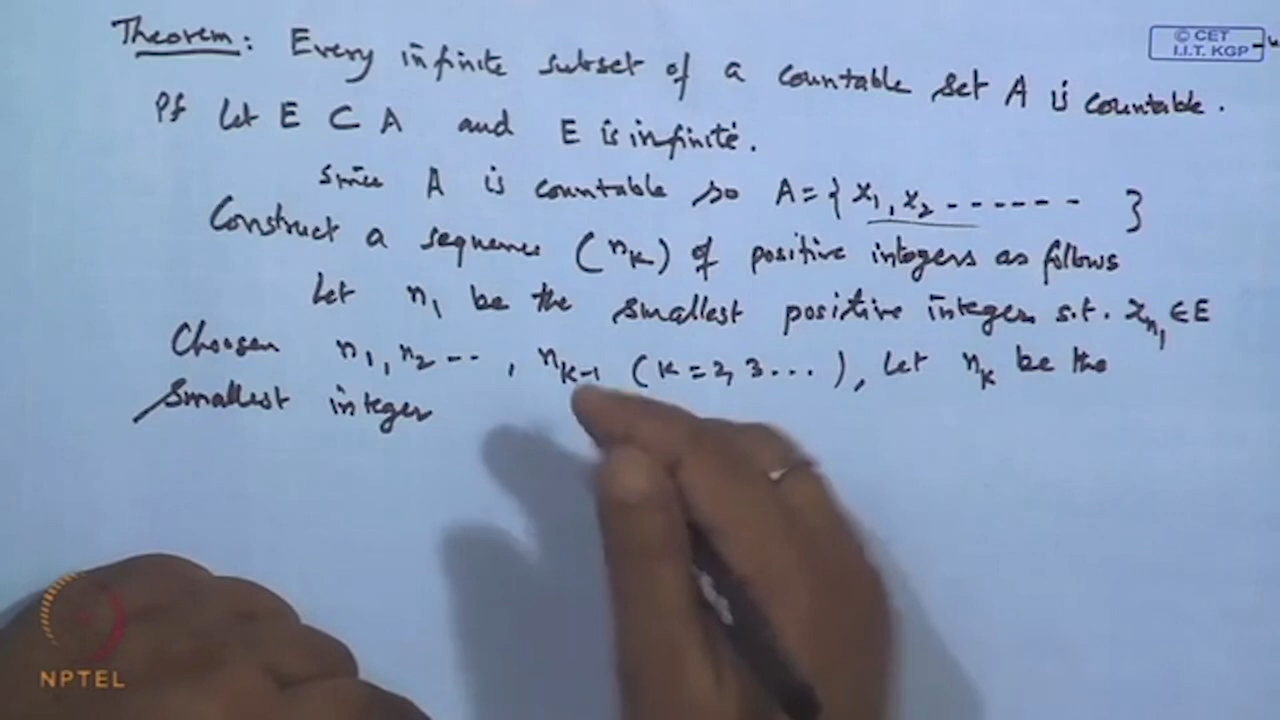 © CET
I.I.T. KGP
Theorem: Every infinite subset of a countable set A is countable.
Pf Let E ⊂ A and E is infinite.
Since A is countable so A = { x₁, x₂ - - - - - - }
Construct a sequence (nₖ) of positive integers as follows
Let n₁ be the smallest positive integer s.t. xₙ₁ ∈ E
Choosen n₁, n₂ -- , nₖ₋₁ (k = 2, 3 ...), Let nₖ be the
smallest integer
NPTEL